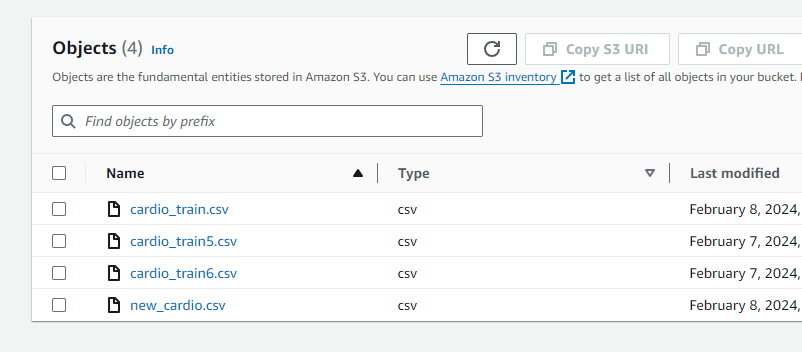 Objects (4) Info
Copy S3 URI
Copy URL
Objects are the fundamental entities stored in Amazon S3. You can use Amazon S3 inventory to get a list of all objects in your bucket.
Find objects by prefix
Name Type Last modified
cardio_train.csv csv February 8, 2024,
cardio_train5.csv csv February 7, 2024,
cardio_train6.csv csv February 7, 2024,
new_cardio.csv csv February 8, 2024,